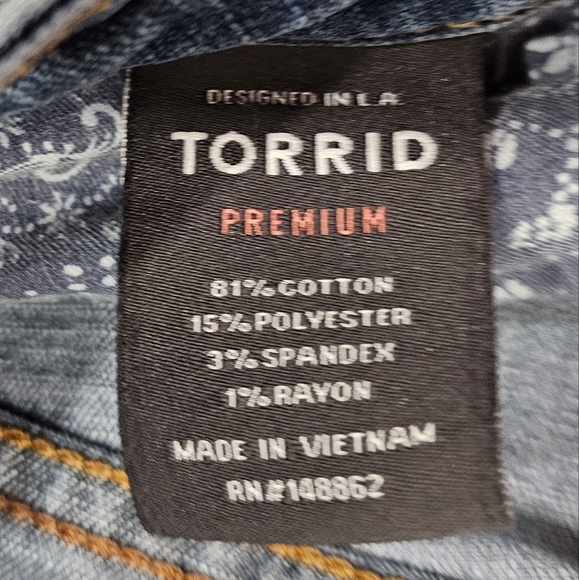 DESIGNED IN L.A.
TORRID
PREMIUM
81% COTTON
15% POLYESTER
3% SPANDEX
1% RAYON
MADE IN VIETNAM
RN#148862